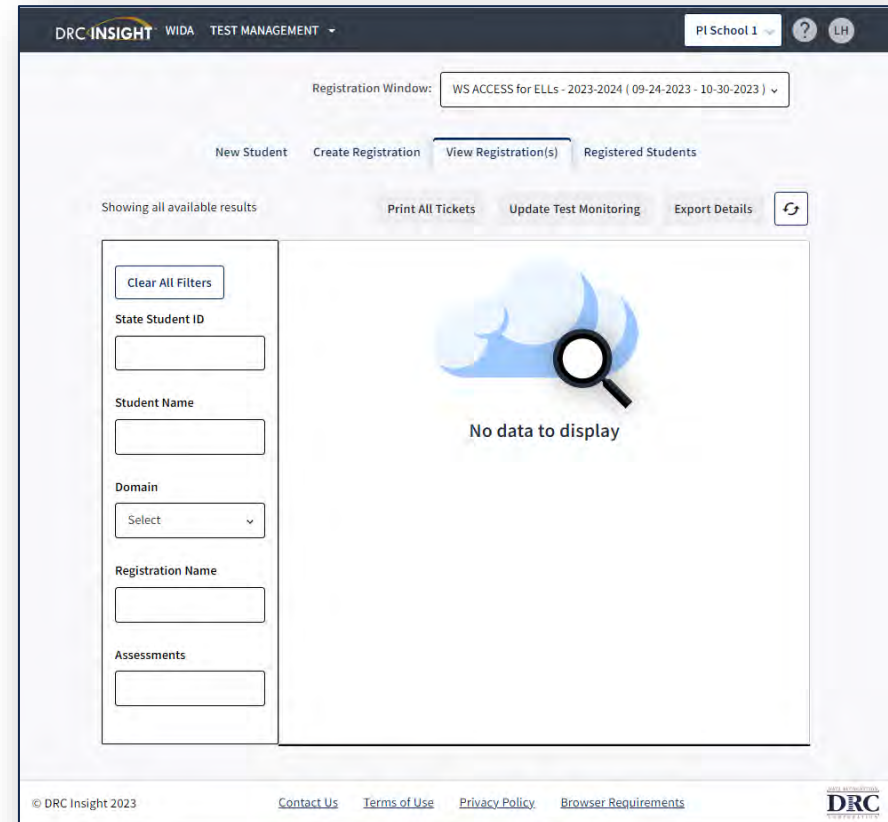 DRC INSIGHT WIDA TEST MANAGEMENT PI School 1 ? LH
Registration Window: WS ACCESS for ELLs - 2023-2024 ( 09-24-2023 - 10-30-2023 )
New Student Create Registration View Registration(s) Registered Students
Showing all available results Print All Tickets Update Test Monitoring Export Details
Clear All Filters
State Student ID
Student Name
No data to display
Domain
Select
Registration Name
Assessments
© DRC Insight 2023 Contact Us Terms of Use Privacy Policy Browser Requirements
DATA RECOGNITION
DRC
CORPORATION